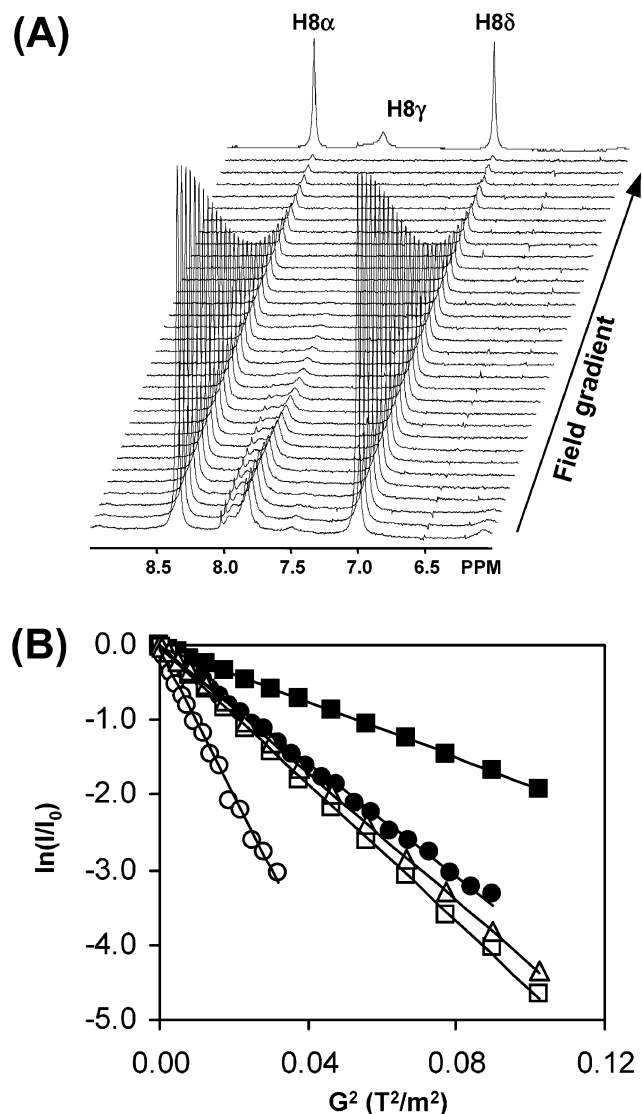 (A)
H8α
H8δ
H8γ
Field gradient
8.5 8.0 7.5 7.0 6.5 PPM
(B)
0.0
-1.0
-2.0
-3.0
-4.0
-5.0
ln(I/I₀)
0.00 0.04 0.08 0.12
G² (T²/m²)